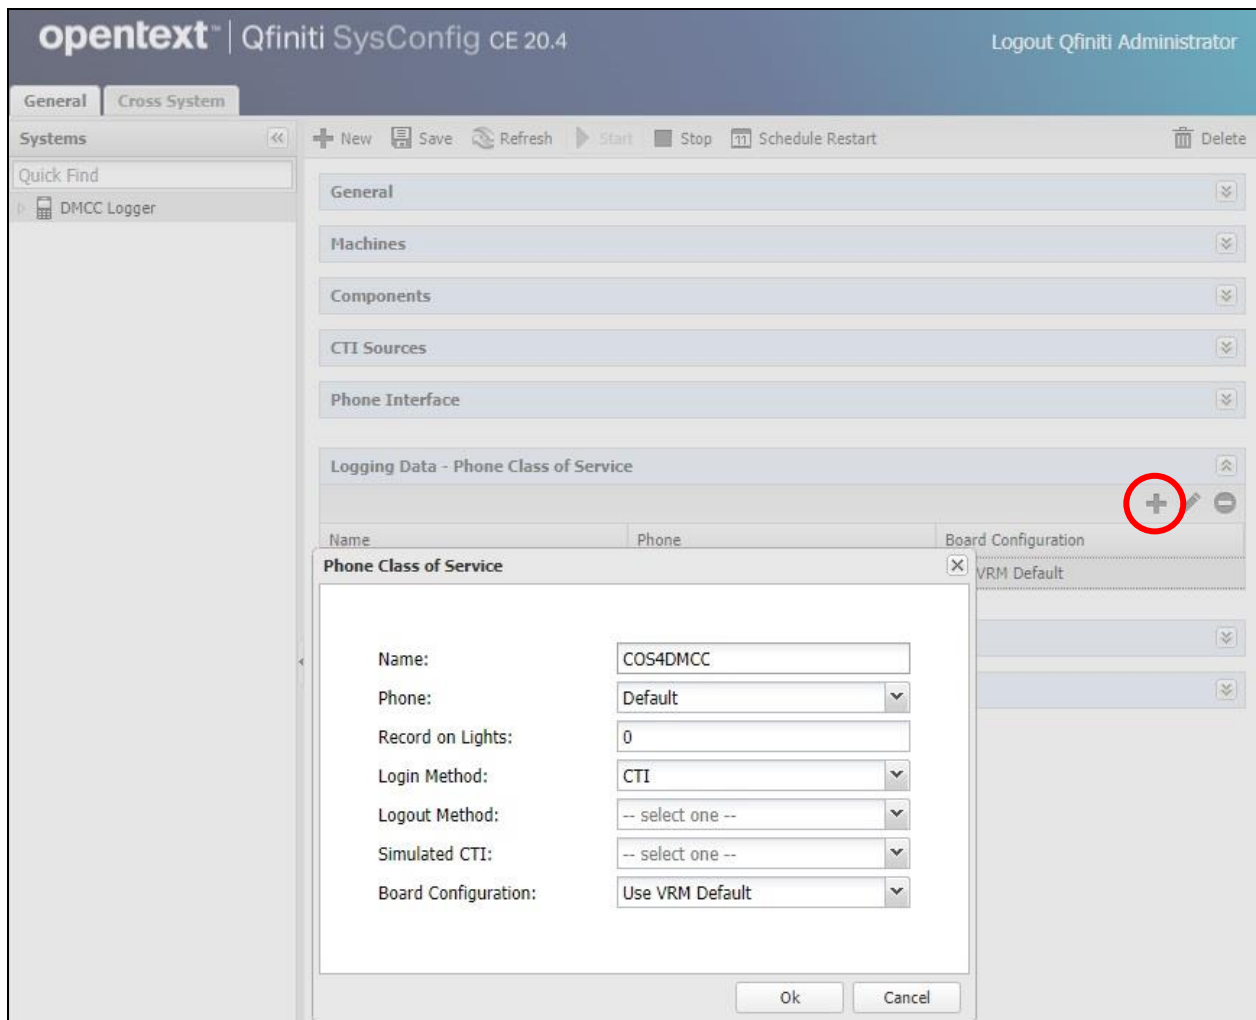 opentext™ | Qfiniti SysConfig CE 20.4
Logout Qfiniti Administrator
General Cross System
Systems
New Save Refresh Start Stop 11 Schedule Restart Delete
Quick Find
DMCC Logger
General
Machines
Components
CTI Sources
Phone Interface
Logging Data - Phone Class of Service
Name Phone Board Configuration
VRM Default
Phone Class of Service
Name: COS4DMCC
Phone: Default
Record on Lights: 0
Login Method: CTI
Logout Method: -- select one --
Simulated CTI: -- select one --
Board Configuration: Use VRM Default
Ok Cancel